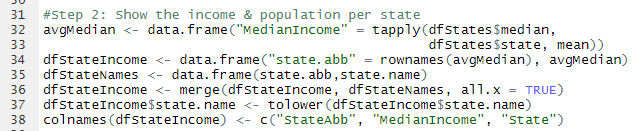 31 #Step 2: Show the income & population per state
32 avgMedian <- data.frame("MedianIncome" = tapply(dfStates$median,
33 dfStates$state, mean))
34 dfStateIncome <- data.frame("state.abb" = rownames(avgMedian), avgMedian)
35 dfStateNames <- data.frame(state.abb,state.name)
36 dfStateIncome <- merge(dfStateIncome, dfStateNames, all.x = TRUE)
37 dfStateIncome$state.name <- tolower(dfStateIncome$state.name)
38 colnames(dfStateIncome) <- c("StateAbb", "MedianIncome", "State")